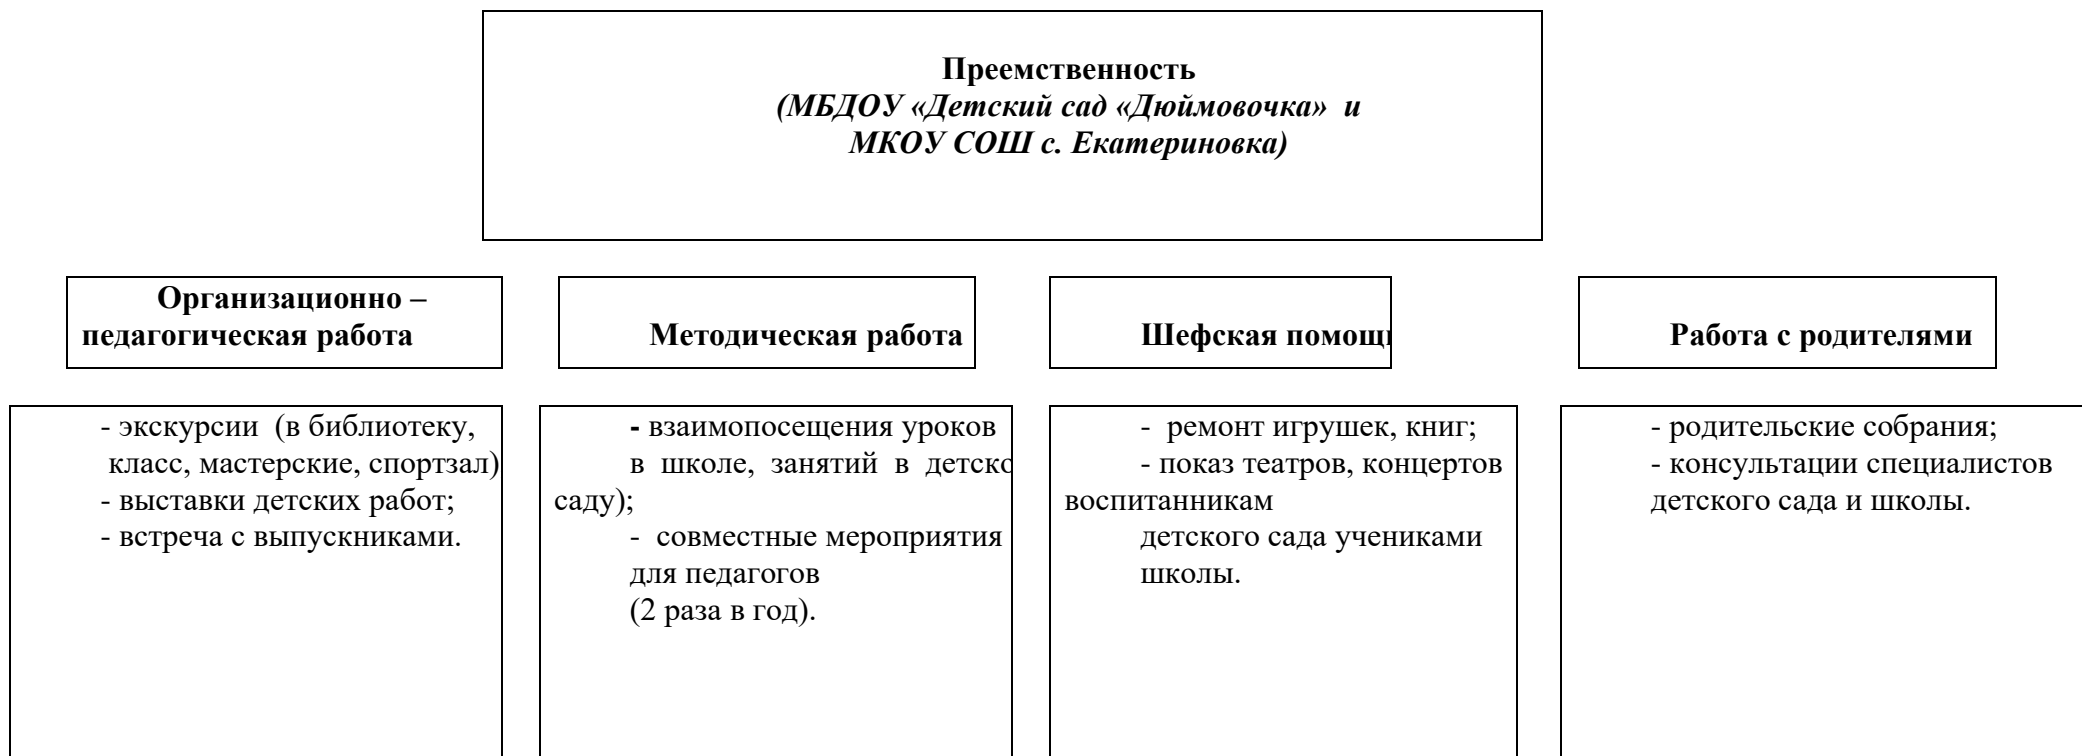 Преемственность
(МБДОУ «Детский сад «Дюймовочка» и
МКОУ СОШ с. Екатериновка)
Организационно –
педагогическая работа
Методическая работа
Шефская помощ
Работа с родителями
- экскурсии (в библиотеку,
класс, мастерские, спортзал)
- выставки детских работ;
- встреча с выпускниками.
- взаимопосещения уроков
в школе, занятий в детско
саду);
- совместные мероприятия
для педагогов
(2 раза в год).
- ремонт игрушек, книг;
- показ театров, концертов
воспитанникам
детского сада учениками
школы.
- родительские собрания;
- консультации специалистов
детского сада и школы.